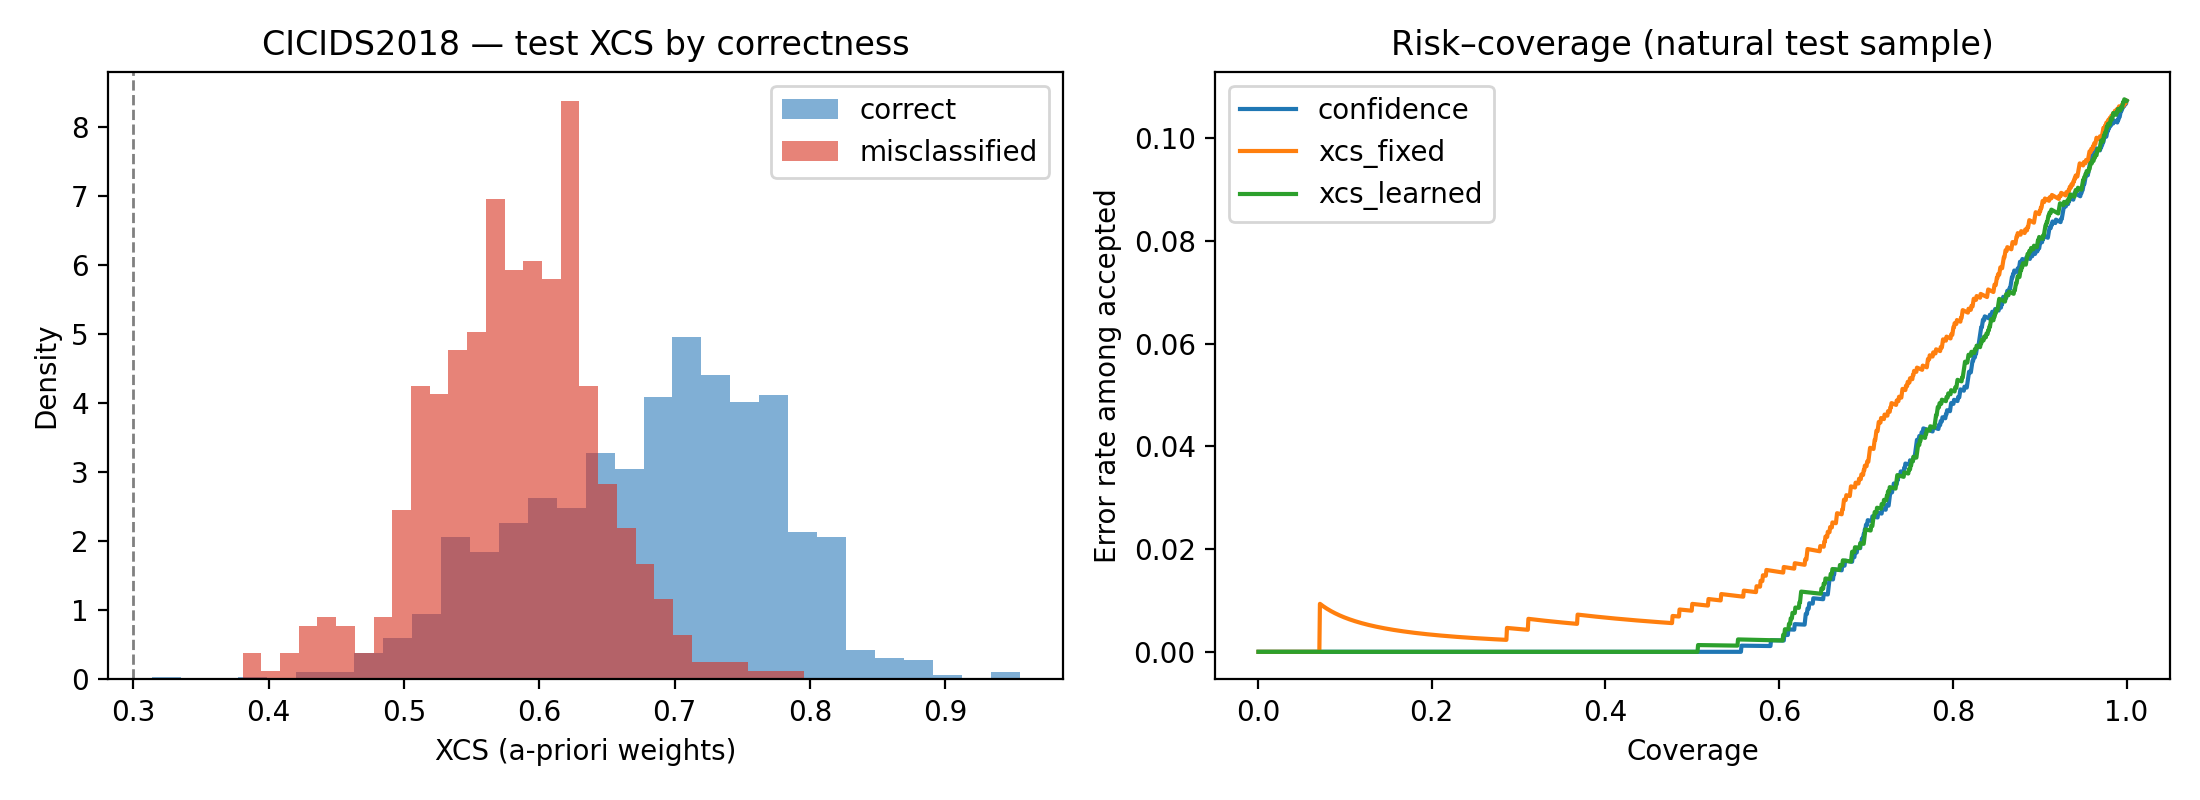 CICIDS2018 — test XCS by correctness
correct
misclassified
Density
8
7
6
5
4
3
2
1
0
0.3 0.4 0.5 0.6 0.7 0.8 0.9
XCS (a-priori weights)
Risk–coverage (natural test sample)
confidence
xcs_fixed
xcs_learned
Error rate among accepted
0.10
0.08
0.06
0.04
0.02
0.00
0.0 0.2 0.4 0.6 0.8 1.0
Coverage